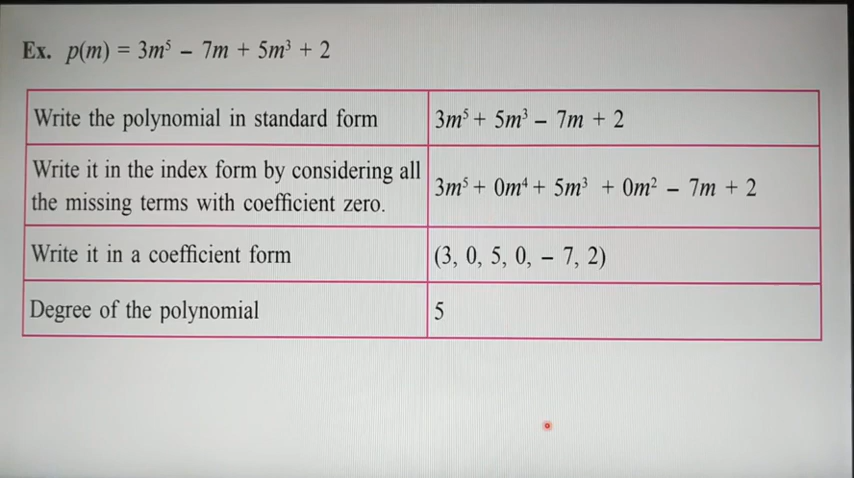 Ex. p(m) = 3m⁵ – 7m + 5m³ + 2
Write the polynomial in standard form
3m⁵ + 5m³ – 7m + 2
Write it in the index form by considering all
the missing terms with coefficient zero.
3m⁵ + 0m⁴ + 5m³ + 0m² – 7m + 2
Write it in a coefficient form
(3, 0, 5, 0, – 7, 2)
Degree of the polynomial
5